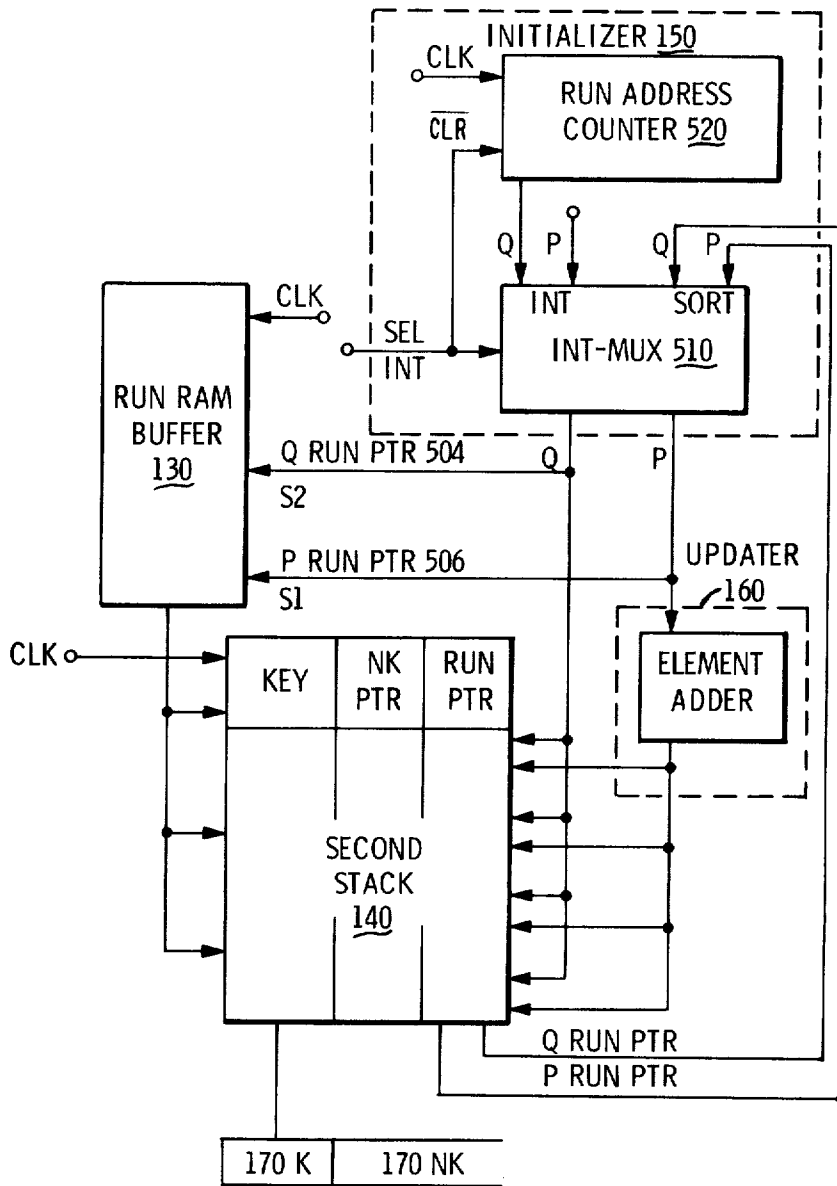 INITIALIZER 150
CLK
RUN ADDRESS
COUNTER 520
CLR
Q P Q P
INT SORT
INT-MUX 510
CLK
SEL
INT
RUN RAM
BUFFER
130
Q RUN PTR 504
S2
Q P
P RUN PTR 506
S1
UPDATER
160
CLK
KEY
NK
PTR
RUN
PTR
ELEMENT
ADDER
SECOND
STACK
140
Q RUN PTR
P RUN PTR
170 K
170 NK